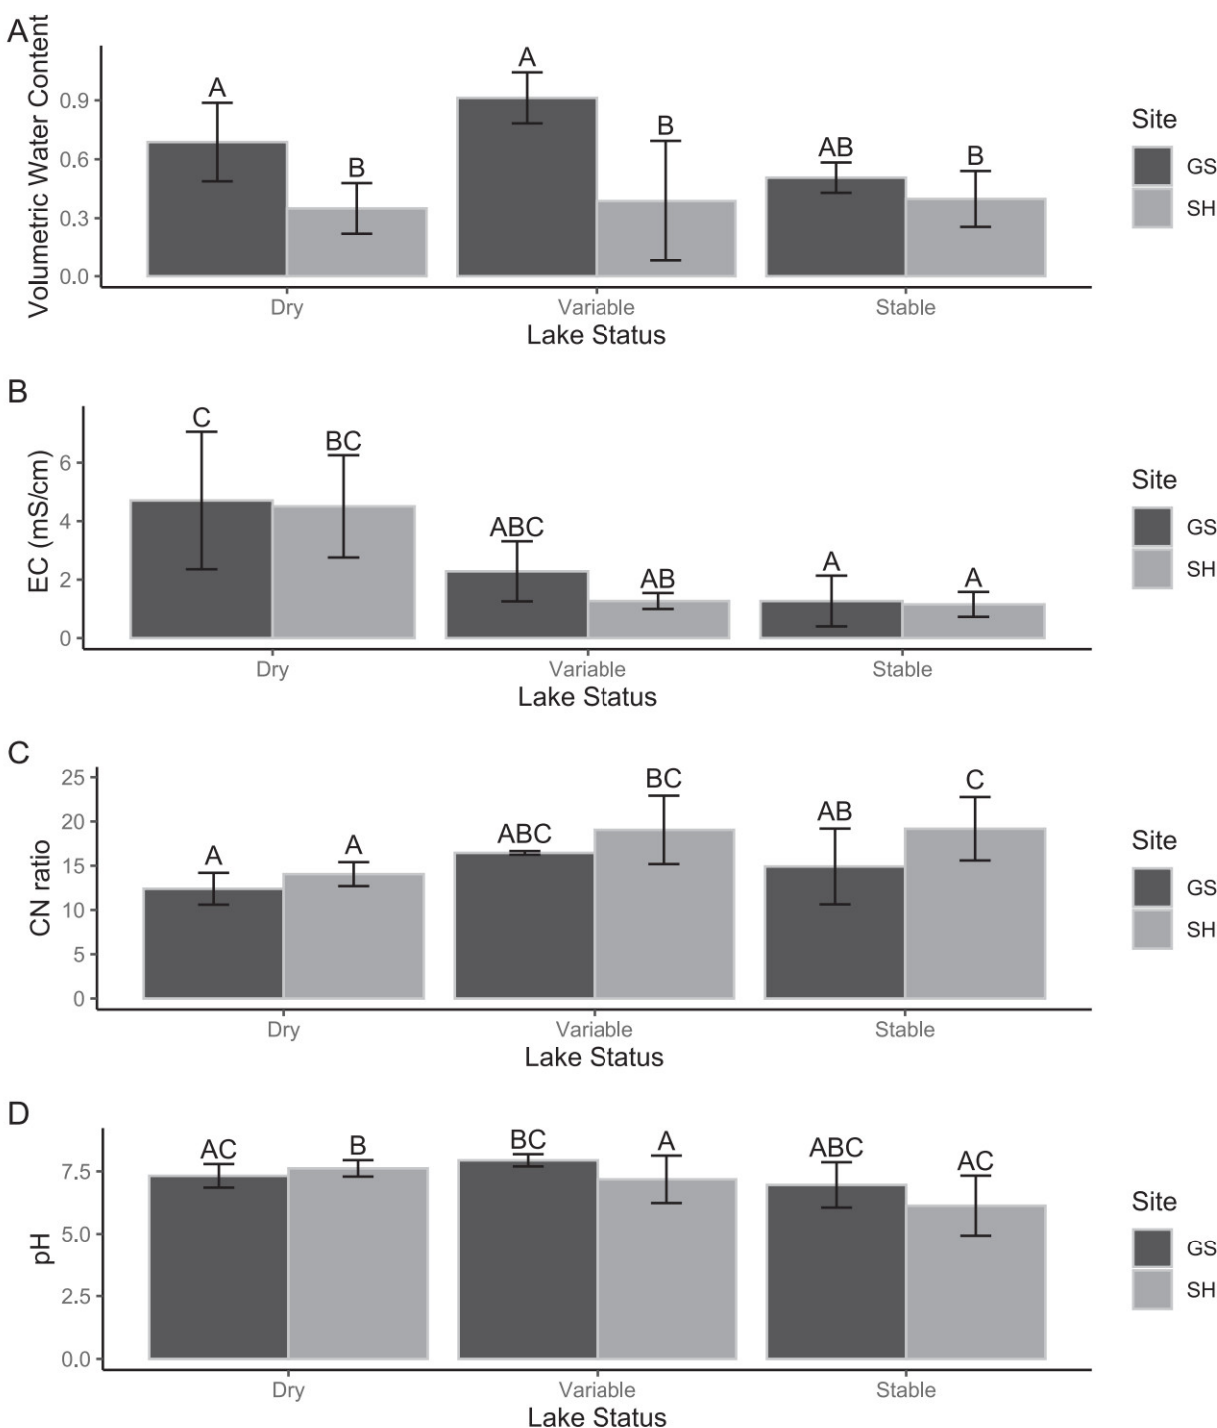 A
Volumetric Water Content
0.9
0.6
0.3
0.0
A
B
A
B
AB
B
Dry
Variable
Stable
Lake Status
Site
GS
SH
B
EC (mS/cm)
6
4
2
0
C
BC
ABC
AB
A
A
Dry
Variable
Stable
Lake Status
Site
GS
SH
C
CN ratio
25
20
15
10
5
0
A
A
ABC
BC
AB
C
Dry
Variable
Stable
Lake Status
Site
GS
SH
D
pH
7.5
5.0
2.5
0.0
AC
B
BC
A
ABC
AC
Dry
Variable
Stable
Lake Status
Site
GS
SH